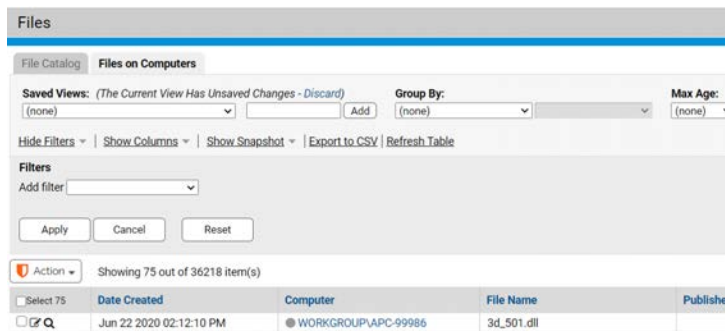 Files
File Catalog Files on Computers
Saved Views: (The Current View Has Unsaved Changes - Discard) Group By: Max Age:
(none) Add (none) (none)
Hide Filters | Show Columns | Show Snapshot | Export to CSV | Refresh Table
Filters
Add filter
Apply Cancel Reset
Action Showing 75 out of 36218 item(s)
Select 75 Date Created Computer File Name Publishe
Jun 22 2020 02:12:10 PM WORKGROUP\APC-99986 3d_501.dll